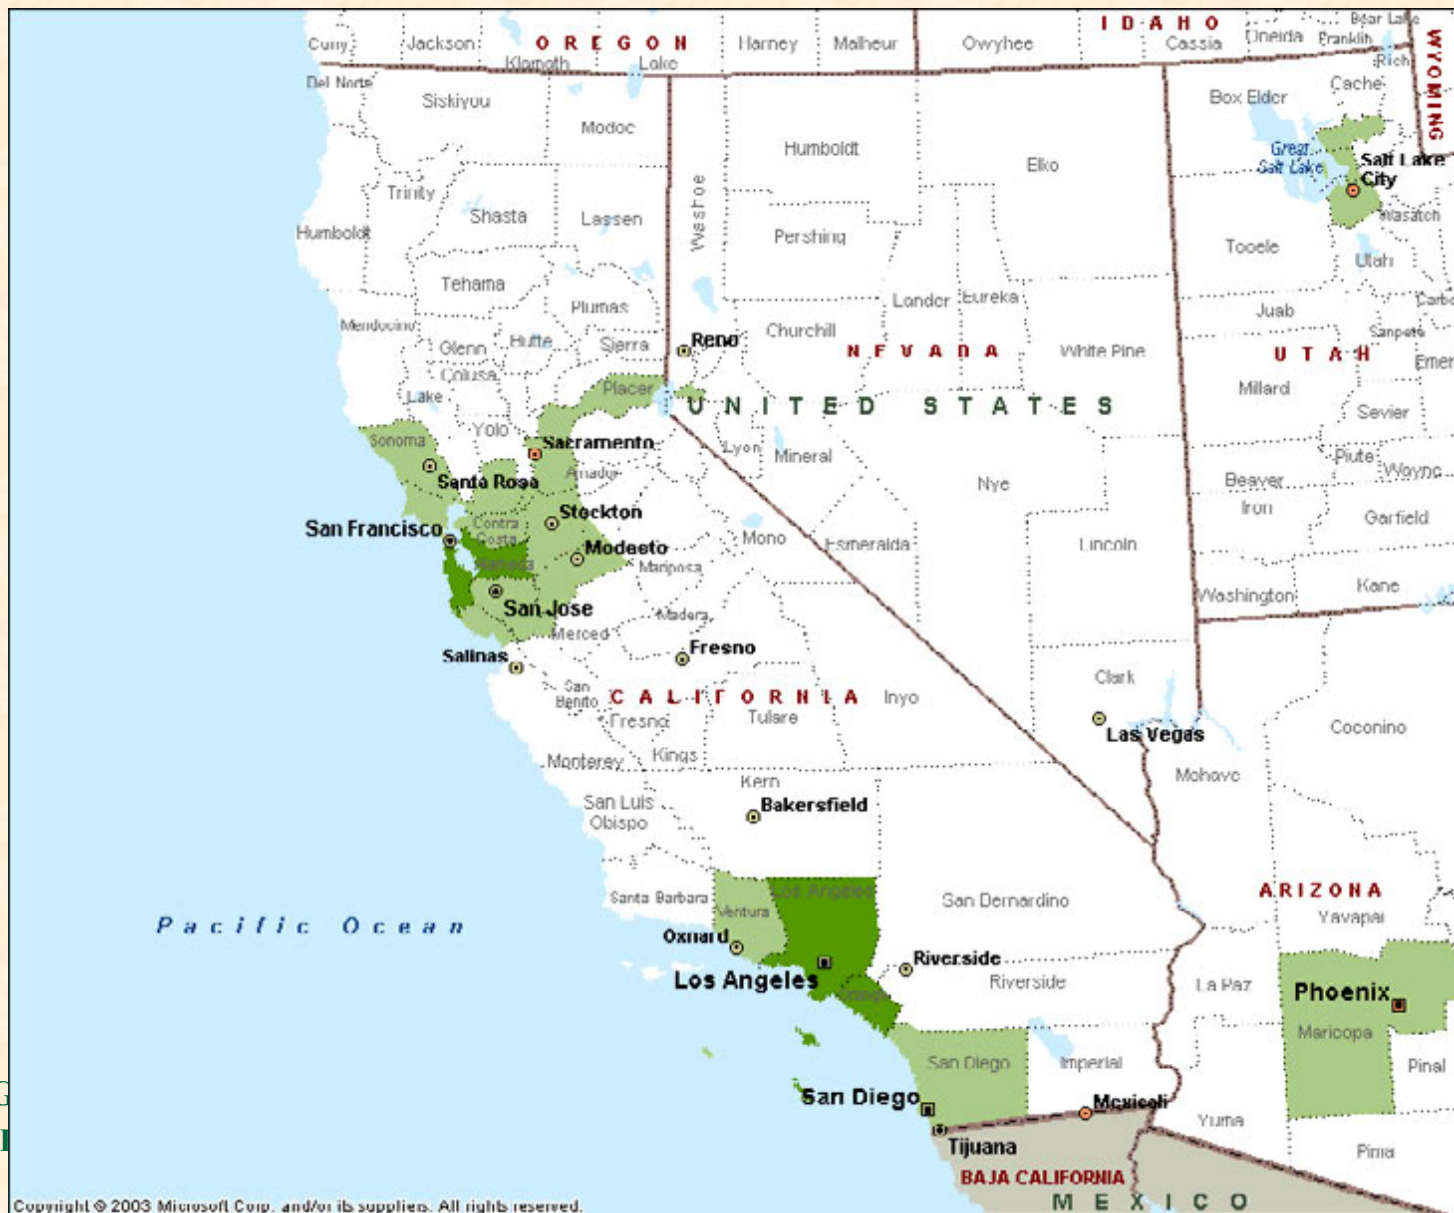 IDAHO
Bear Lake
Curry
Jackson
OREGON
Harney
Malheur
Owyhee
Cassia
Oneida
Franklin
WYOMING
Klamath
Lake
Rich
Del Norte
Siskiyou
Modoc
Box Elder
Cache
Humboldt
Elko
Great
Salt Lake
Salt Lake
City
Trinity
Shasta
Lassen
Washoe
Humboldt
Pershing
Wasatch
Tooele
Utah
Tehama
Plumas
Lander
Eureka
Juab
Mendocino
Glenn
Sierra
Reno
Churchill
NEVADA
White Pine
UTAH
Sanpete
Colusa
Lake
Placer
UNITED STATES
Millard
Sevier
Sonoma
Yolo
Sacramento
Lyon
Mineral
Nye
Piute
Wayne
Santa Rosa
Amador
Beaver
Iron
Garfield
San Francisco
Contra
Costa
Stockton
Mono
Esmeralda
Lincoln
Alameda
Modesto
Mariposa
Washington
Kane
San Jose
Madera
Merced
Salinas
Fresno
Clark
San
Benito
CALIFORNIA
Inyo
Fresno
Tulare
Las Vegas
Coconino
Monterey
Kings
Mohave
Kern
San Luis
Obispo
Bakersfield
Santa Barbara
Ventura
Los Angeles
San Bernardino
ARIZONA
Yavapai
Pacific Ocean
Oxnard
Los Angeles
Riverside
Riverside
La Paz
Phoenix
Orange
Maricopa
San Diego
Imperial
Pinal
San Diego
Mexicali
Yuma
Tijuana
Pima
BAJA CALIFORNIA
MEXICO
Copyright © 2003 Microsoft Corp. and/or its suppliers. All rights reserved.